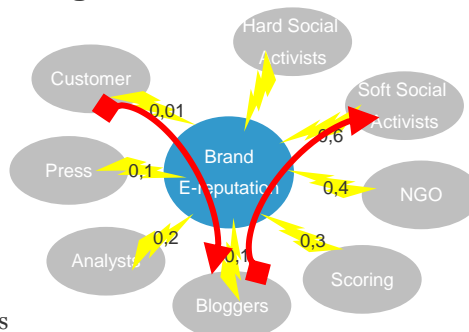 Hard Social
Activists
Customer
Soft Social
Activists
0,01
0,6
Brand
E-reputation
Press
0,1
0,4
NGO
Analysts
0,2
0,1
0,3
Scoring
Bloggers
s